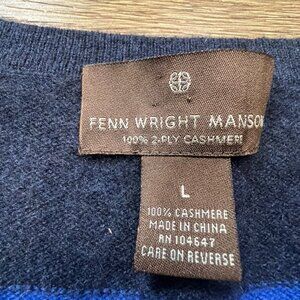 FENN WRIGHT MANSON
100% 2-PLY CASHMERE
L
100% CASHMERE
MADE IN CHINA
RN 104647
CARE ON REVERSE